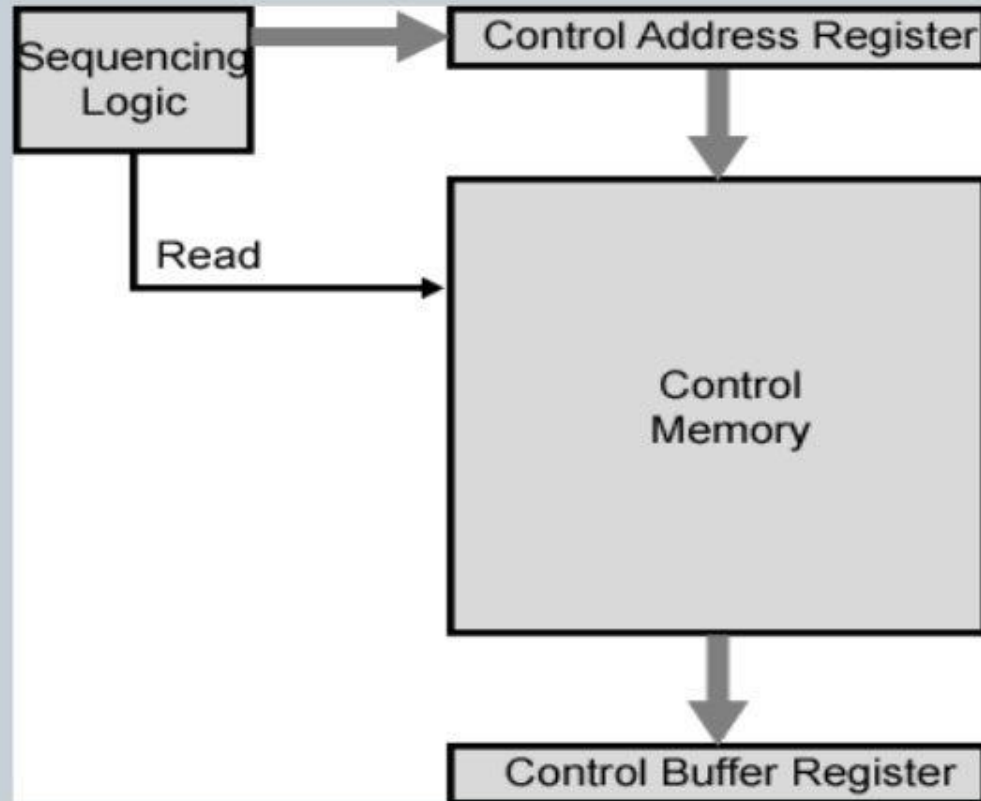 Sequencing
Logic
Control Address Register
Read
Control
Memory
Control Buffer Register